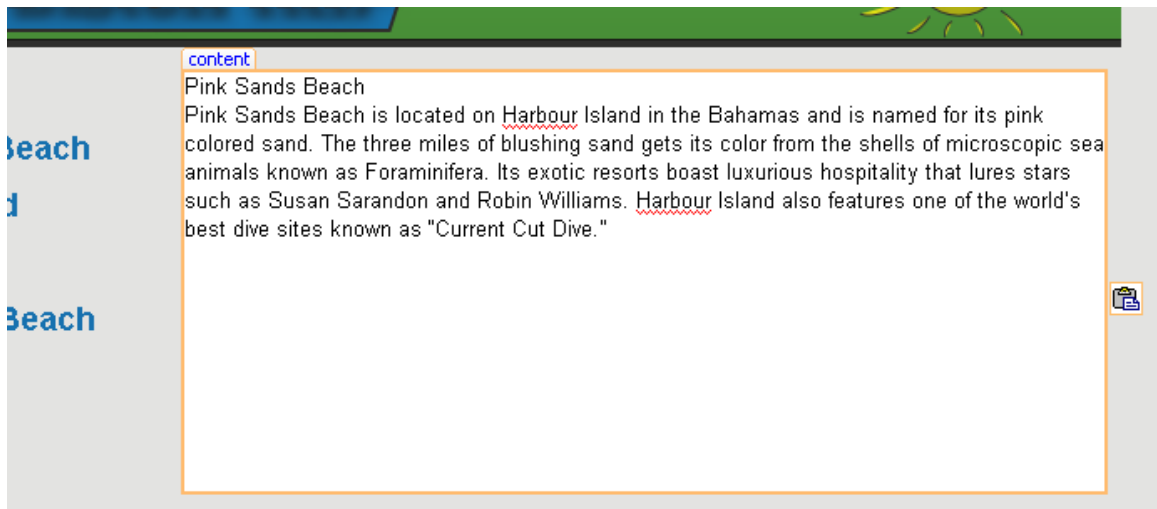 content
Pink Sands Beach
Pink Sands Beach is located on Harbour Island in the Bahamas and is named for its pink
colored sand. The three miles of blushing sand gets its color from the shells of microscopic sea
animals known as Foraminifera. Its exotic resorts boast luxurious hospitality that lures stars
such as Susan Sarandon and Robin Williams. Harbour Island also features one of the world's
best dive sites known as "Current Cut Dive."
Beach
d
Beach